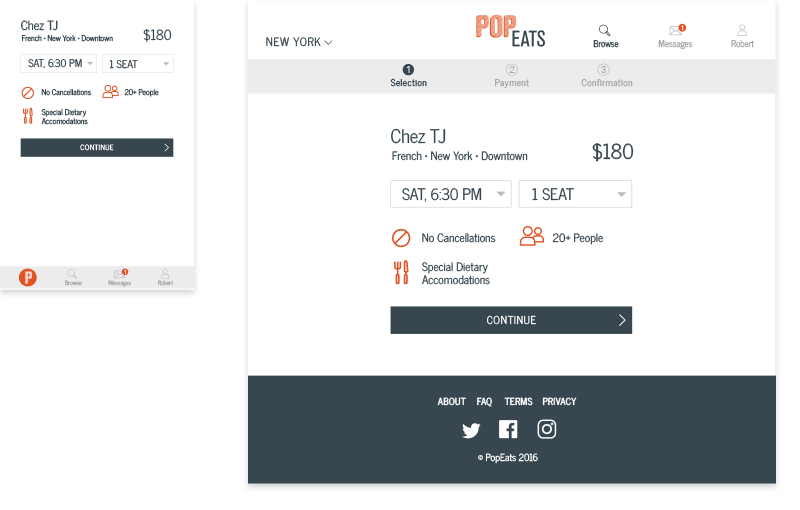 Chez TJ
French • New York • Downtown
$180
SAT, 6:30 PM
1 SEAT
No Cancellations
20+ People
Special Dietary
Accomodations
CONTINUE
P
Browse
1
Messages
Robert
NEW YORK
POP
EATS
Browse
1
Messages
Robert
1
Selection
2
Payment
3
Confirmation
Chez TJ
French • New York • Downtown
$180
SAT, 6:30 PM
1 SEAT
No Cancellations
20+ People
Special Dietary
Accomodations
CONTINUE
ABOUT FAQ TERMS PRIVACY
© PopEats 2016